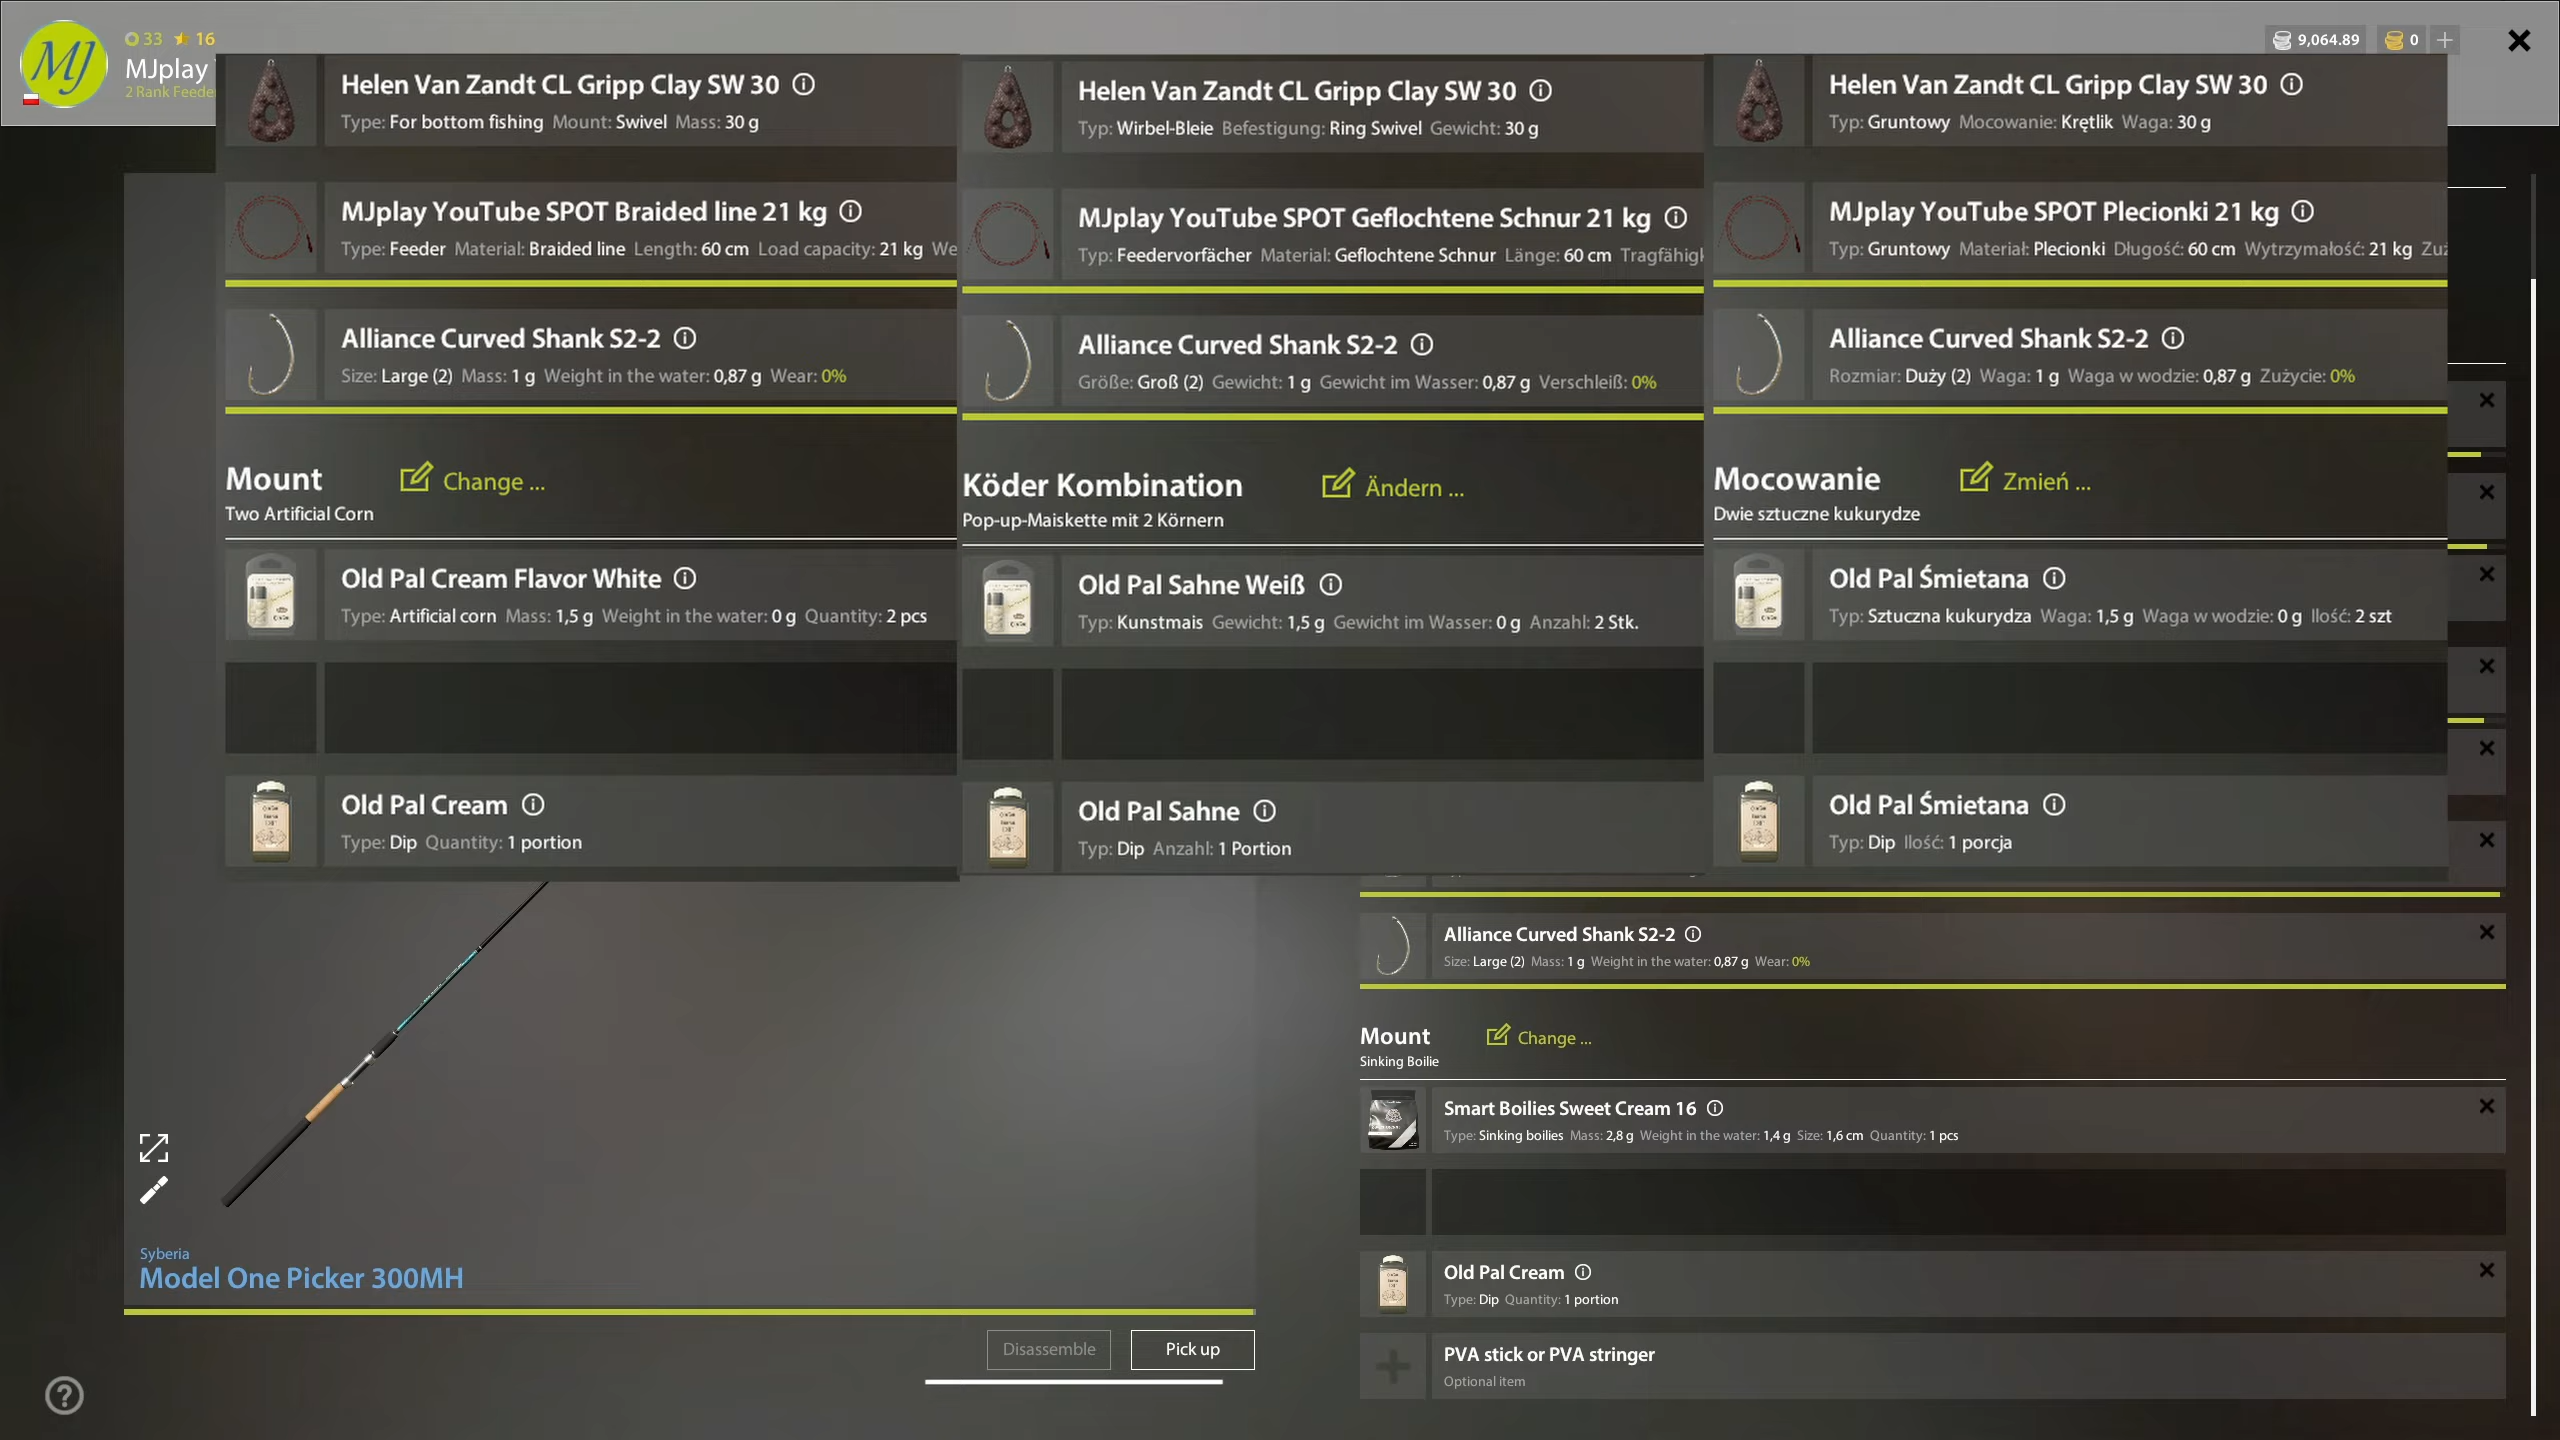 MJ
33 16
MJplay
2 Rank Feeder
9,064.89 0
Helen Van Zandt CL Gripp Clay SW 30
Type: For bottom fishing Mount: Swivel Mass: 30 g
MJplay YouTube SPOT Braided line 21 kg
Type: Feeder Material: Braided line Length: 60 cm Load capacity: 21 kg We
Alliance Curved Shank S2-2
Size: Large (2) Mass: 1 g Weight in the water: 0,87 g Wear: 0%
Mount Change ...
Two Artificial Corn
Old Pal Cream Flavor White
Type: Artificial corn Mass: 1,5 g Weight in the water: 0 g Quantity: 2 pcs
Old Pal Cream
Type: Dip Quantity: 1 portion
Helen Van Zandt CL Gripp Clay SW 30
Typ: Wirbel-Bleie Befestigung: Ring Swivel Gewicht: 30 g
MJplay YouTube SPOT Geflochtene Schnur 21 kg
Typ: Feedervorfächer Material: Geflochtene Schnur Länge: 60 cm Tragfähigk
Alliance Curved Shank S2-2
Größe: Groß (2) Gewicht: 1 g Gewicht im Wasser: 0,87 g Verschleiß: 0%
Köder Kombination Ändern ...
Pop-up-Maiskette mit 2 Körnern
Old Pal Sahne Weiß
Typ: Kunstmais Gewicht: 1,5 g Gewicht im Wasser: 0 g Anzahl: 2 Stk.
Old Pal Sahne
Typ: Dip Anzahl: 1 Portion
Helen Van Zandt CL Gripp Clay SW 30
Typ: Gruntowy Mocowanie: Krętlik Waga: 30 g
MJplay YouTube SPOT Plecionki 21 kg
Typ: Gruntowy Materiał: Plecionki Długość: 60 cm Wytrzymałość: 21 kg Zuż
Alliance Curved Shank S2-2
Rozmiar: Duży (2) Waga: 1 g Waga w wodzie: 0,87 g Zużycie: 0%
Mocowanie Zmień ...
Dwie sztuczne kukurydze
Old Pal Śmietana
Typ: Sztuczna kukurydza Waga: 1,5 g Waga w wodzie: 0 g Ilość: 2 szt
Old Pal Śmietana
Typ: Dip Ilość: 1 porcja
Alliance Curved Shank S2-2
Size: Large (2) Mass: 1 g Weight in the water: 0,87 g Wear: 0%
Mount Change ...
Sinking Boilie
Smart Boilies Sweet Cream 16
Type: Sinking boilies Mass: 2,8 g Weight in the water: 1,4 g Size: 1,6 cm Quantity: 1 pcs
Old Pal Cream
Type: Dip Quantity: 1 portion
PVA stick or PVA stringer
Optional item
Syberia
Model One Picker 300MH
Disassemble Pick up